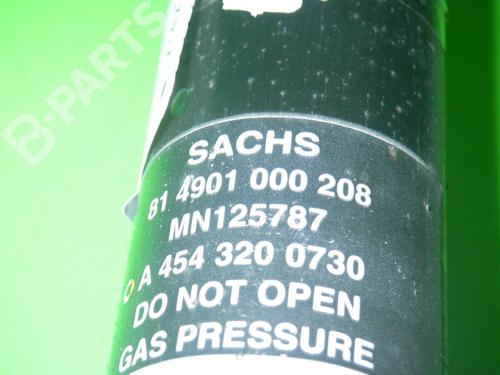 B-PARTS
SACHS
81 4901 000 208
MN125787
A 454 320 0730
DO NOT OPEN
GAS PRESSURE